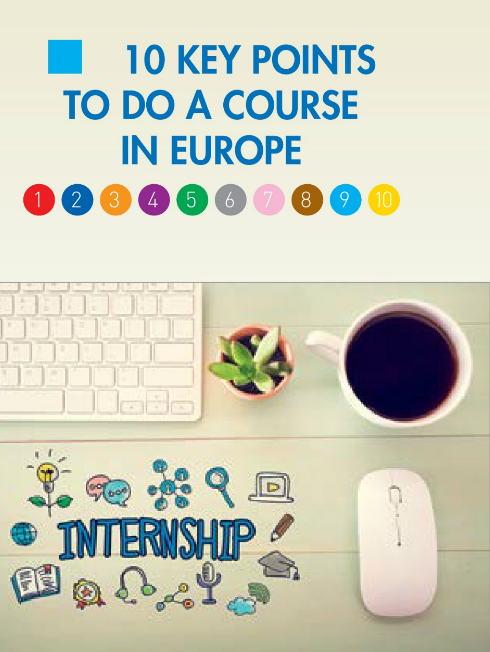 10 KEY POINTS
TO DO A COURSE
IN EUROPE
1 2 3 4 5 6 7 8 9 10
INTERNSHIP